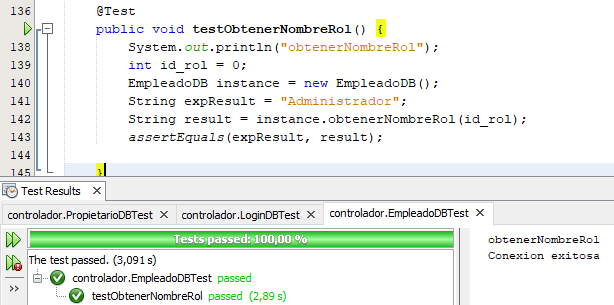 136 @Test
public void testObtenerNombreRol() {
138 System.out.println("obtenerNombreRol");
139 int id_rol = 0;
140 EmpleadoDB instance = new EmpleadoDB();
141 String expResult = "Administrador";
142 String result = instance.obtenerNombreRol(id_rol);
143 assertEquals(expResult, result);
144
145 }
Test Results
controlador.PropietarioDBTest controlador.LoginDBTest controlador.EmpleadoDBTest
Tests passed: 100,00 %
The test passed. (3,091 s)
controlador.EmpleadoDBTest passed
testObtenerNombreRol passed (2,89 s)
obtenerNombreRol
Conexion exitosa